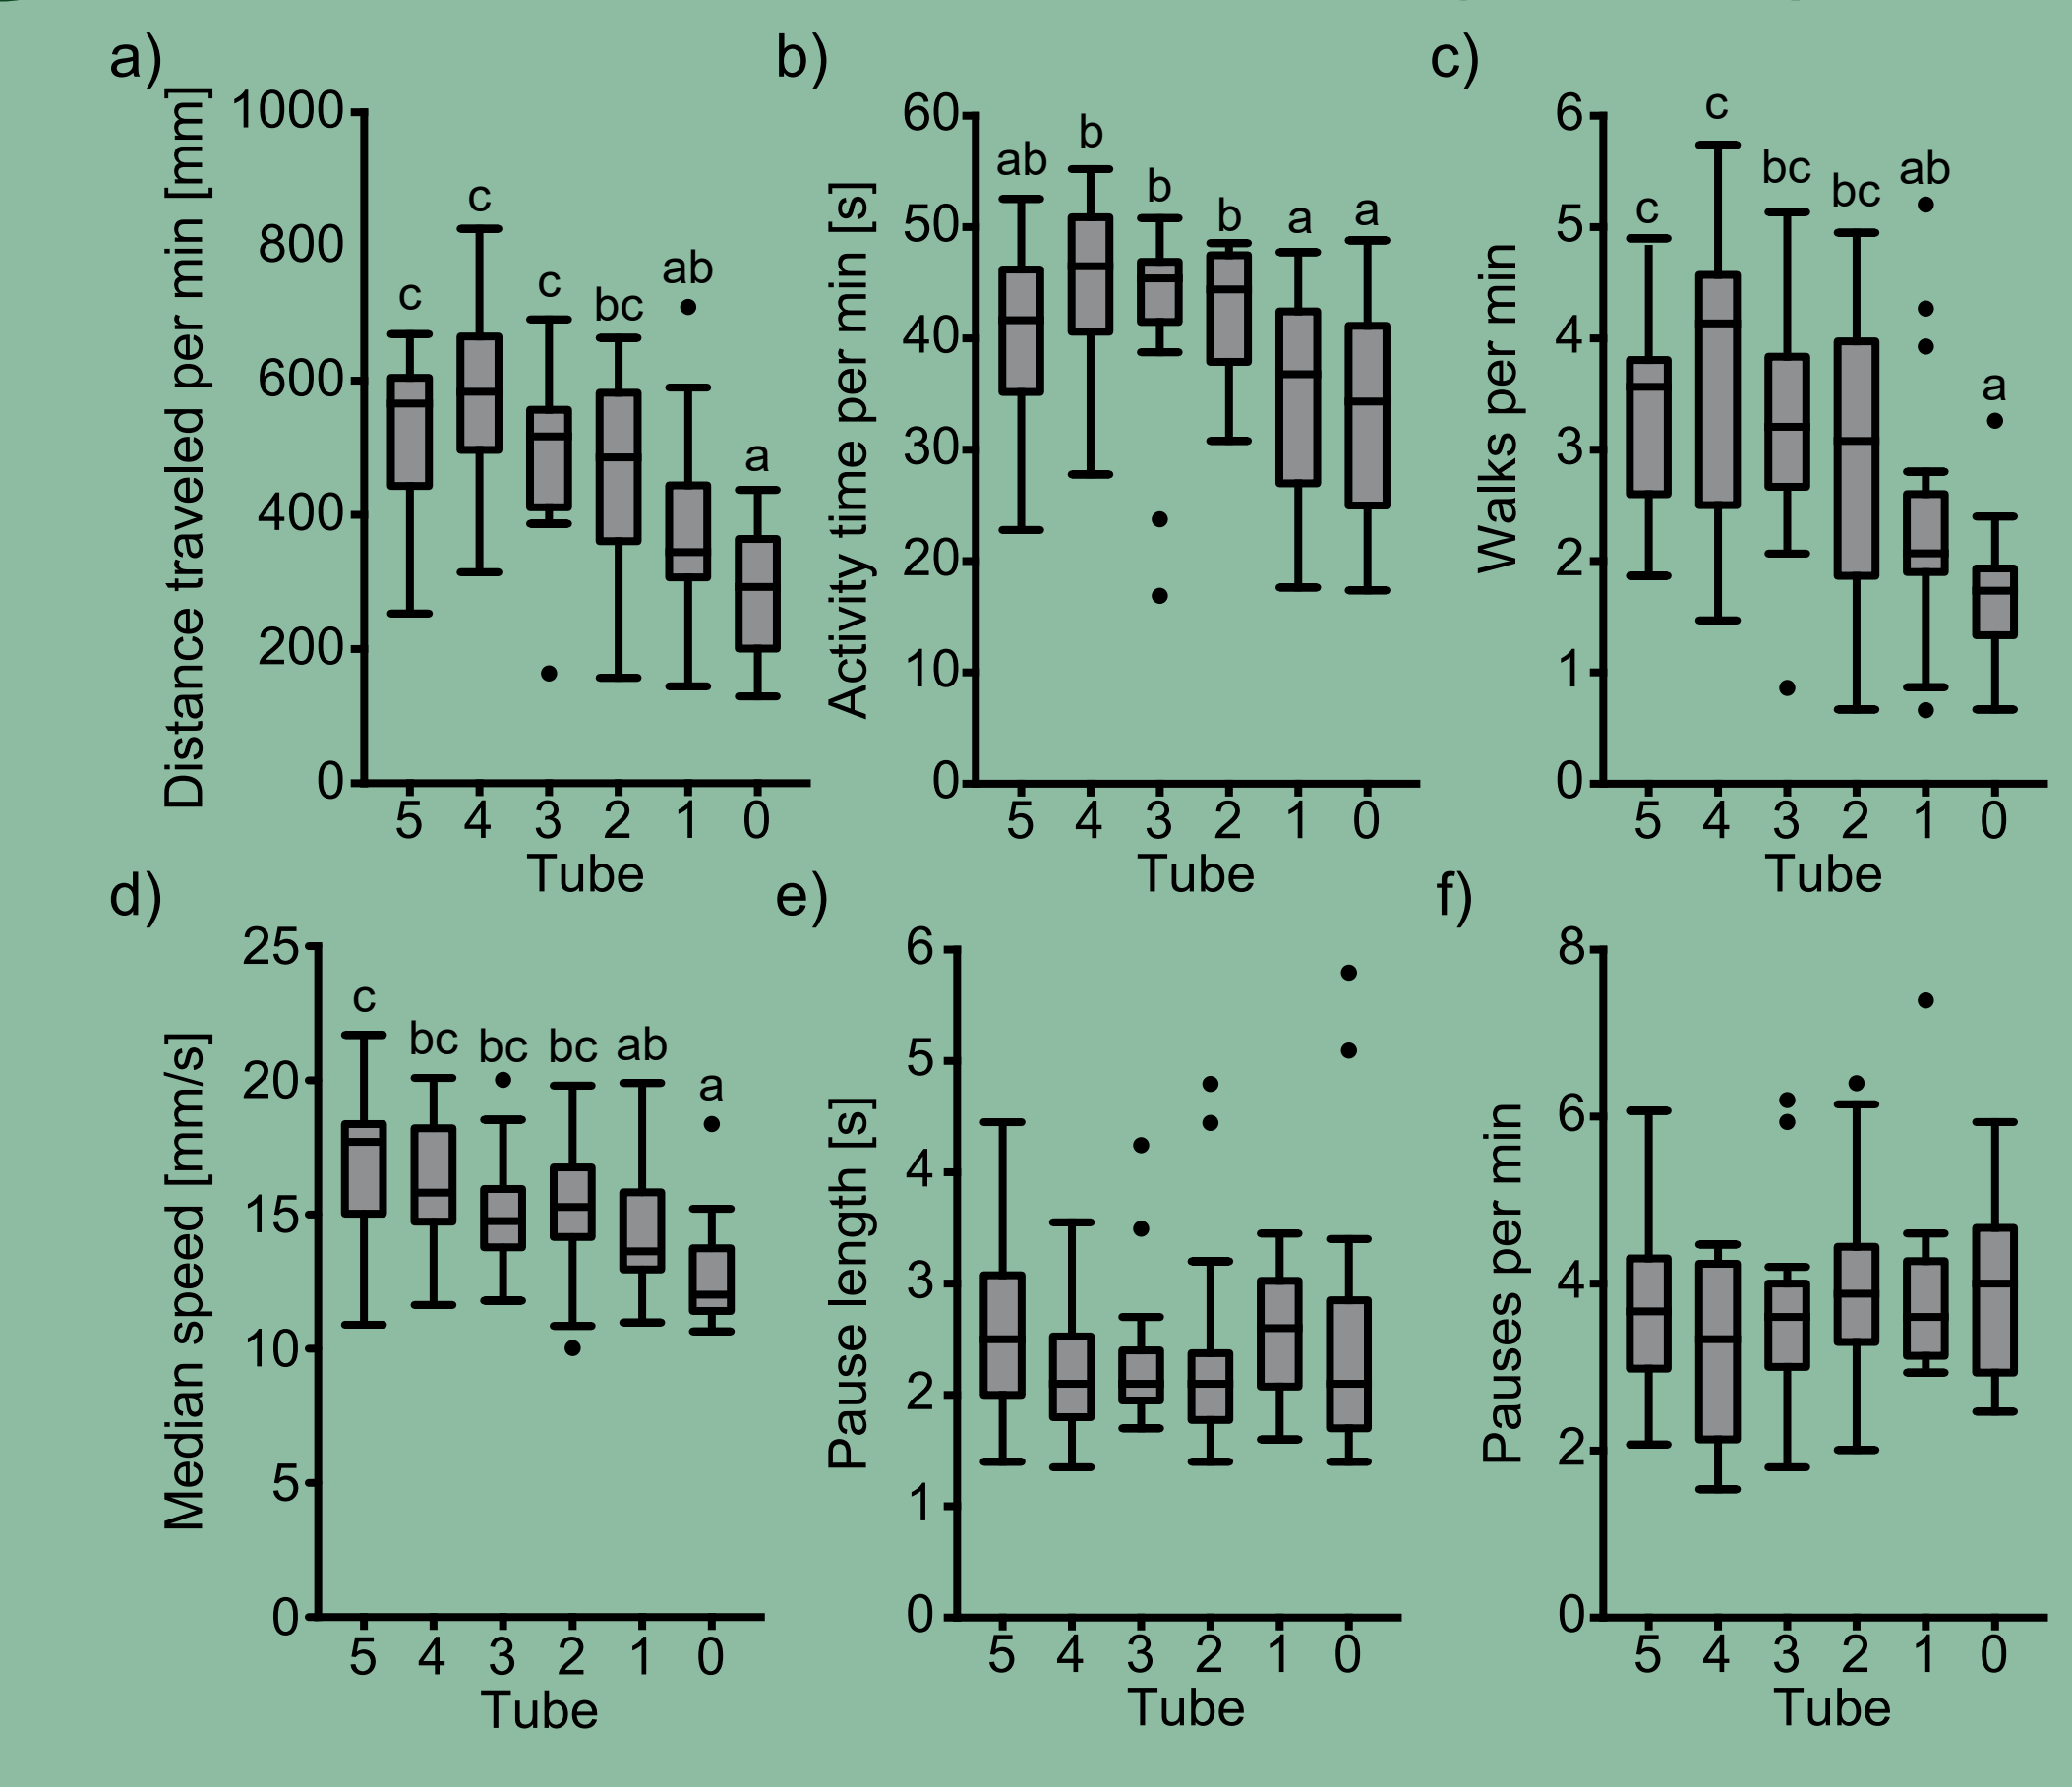 a)
Distance traveled per min [mm]
1000
800
600
400
200
0
c
c
c
bc
ab
a
5 4 3 2 1 0
Tube
b)
Activity time per min [s]
60
50
40
30
20
10
0
ab
b
b
b
a
a
5 4 3 2 1 0
Tube
c)
Walks per min
6
5
4
3
2
1
0
c
c
bc
bc
ab
a
5 4 3 2 1 0
Tube
d)
Median speed [mm/s]
25
20
15
10
5
0
c
bc
bc
bc
ab
a
5 4 3 2 1 0
Tube
e)
Pause length [s]
6
5
4
3
2
1
0
5 4 3 2 1 0
Tube
f)
Pauses per min
8
6
4
2
0
5 4 3 2 1 0
Tube